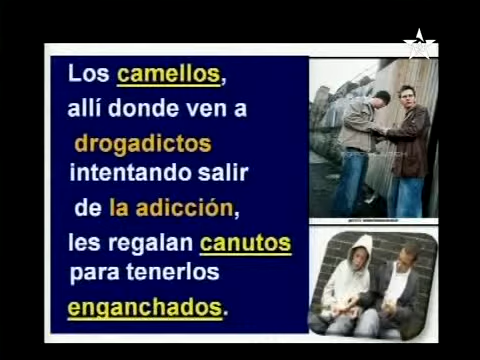 Los camellos,
allí donde ven a
drogadictos
intentando salir
de la adicción,
les regalan canutos
para tenerlos
enganchados.